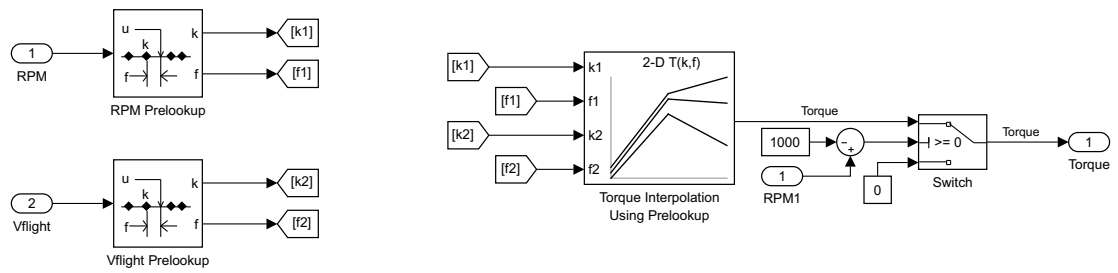 1
RPM
u
k
f
k
f
RPM Prelookup
[k1]
[f1]
2
Vflight
u
k
f
k
f
Vflight Prelookup
[k2]
[f2]
[k1]
[f1]
[k2]
[f2]
2-D T(k,f)
k1
f1
k2
f2
Torque Interpolation
Using Prelookup
Torque
1000
−
+
1
RPM1
0
>= 0
Switch
Torque
1
Torque